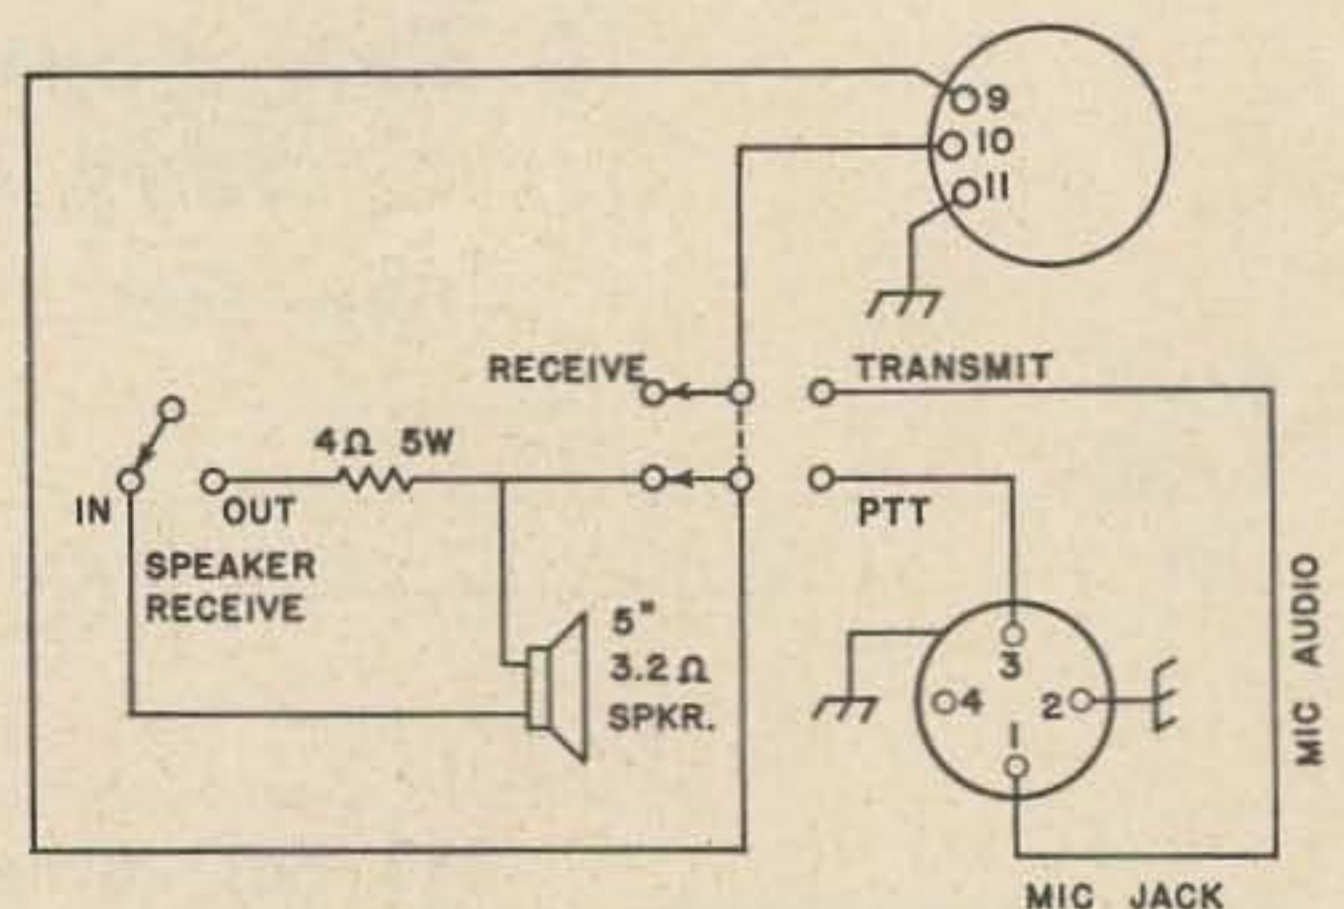 9
10
11
RECEIVE
TRANSMIT
4Ω 5W
IN
OUT
PTT
SPEAKER
RECEIVE
5"
3.2Ω
SPKR.
3
4
2
1
MIC AUDIO
MIC JACK